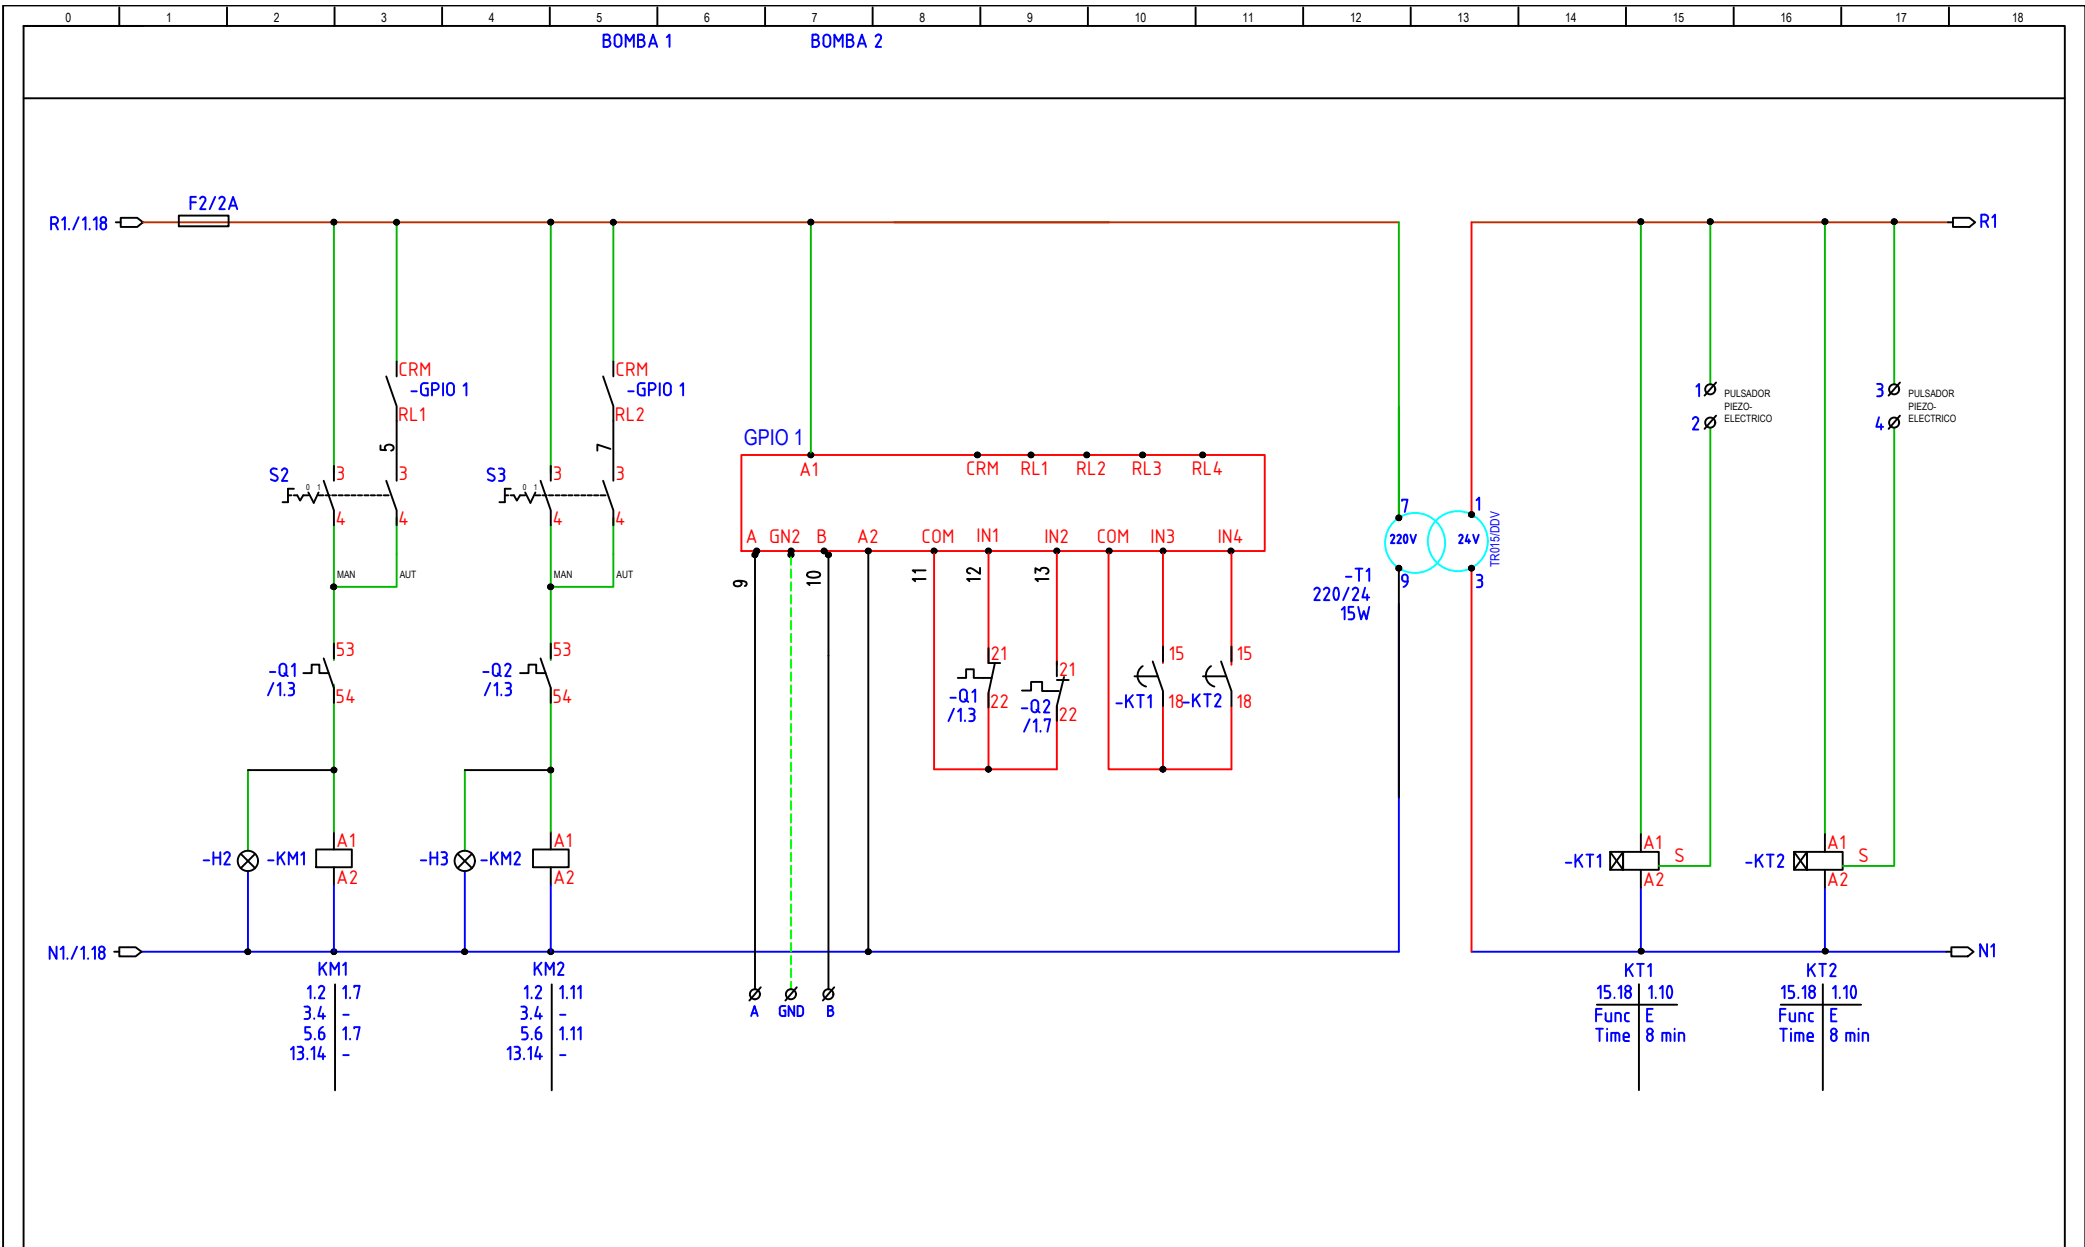 0 1 2 3 4 5 6 7 8 9 10 11 12 13 14 15 16 17 18
BOMBA 1 BOMBA 2
F2/2A
R1./1.18
R1
CRM
-GPIO 1
RL1
5
S2
0 1
3
3
4
4
MAN
AUT
53
-Q1
/1.3
54
-H2
-KM1
A1
A2
CRM
-GPIO 1
RL2
7
S3
0 1
3
3
4
4
MAN
AUT
53
-Q2
/1.3
54
-H3
-KM2
A1
A2
GPIO 1
A1 CRM RL1 RL2 RL3 RL4
A GN2 B A2 COM IN1 IN2 COM IN3 IN4
9
10
11
12
13
21
-Q1
/1.3
22
21
-Q2
/1.7
22
15
-KT1
18
15
-KT2
18
7
1
220V
24V
TR015/DDV
9
3
-T1
220/24
15W
1
2
PULSADOR
PIEZO-
ELECTRICO
3
4
PULSADOR
PIEZO-
ELECTRICO
-KT1
A1
S
A2
-KT2
A1
S
A2
N1./1.18
N1
KM1
1.2 1.7
3.4 -
5.6 1.7
13.14 -
KM2
1.2 1.11
3.4 -
5.6 1.11
13.14 -
A GND B
KT1
15.18 1.10
Func E
Time 8 min
KT2
15.18 1.10
Func E
Time 8 min